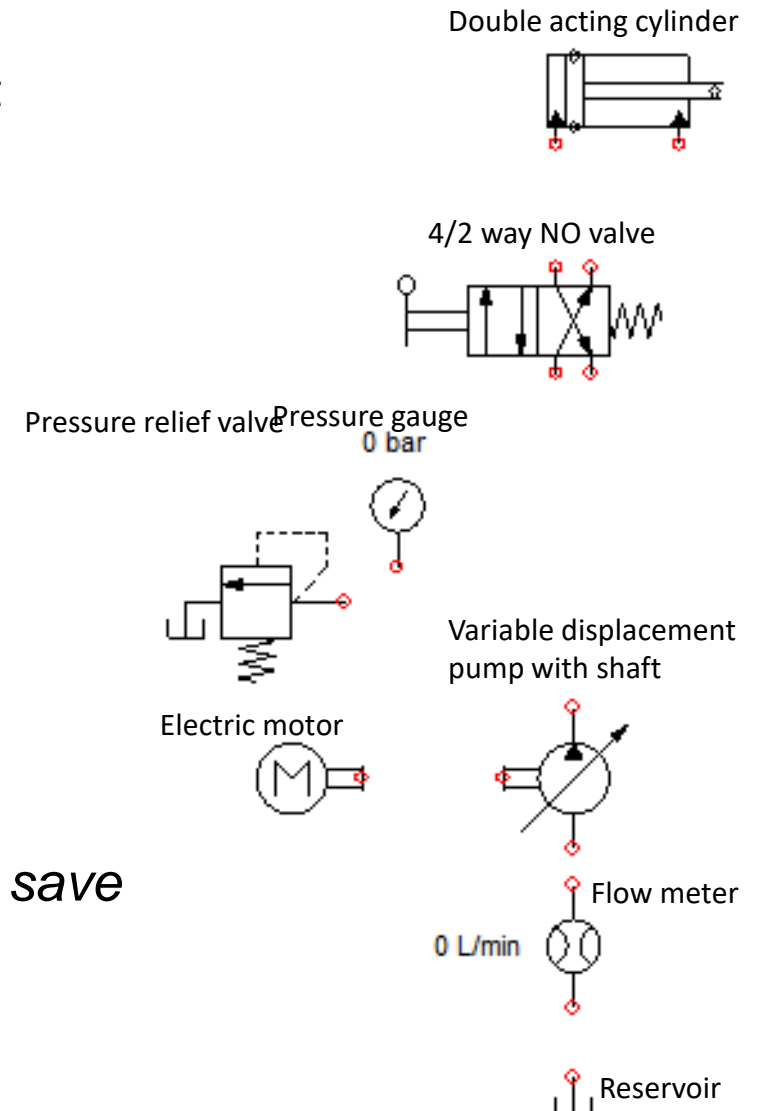 Double acting cylinder
4/2 way NO valve
Pressure relief valve
Pressure gauge
0 bar
Variable displacement
pump with shaft
Electric motor
M
save
Flow meter
0 L/min
Reservoir